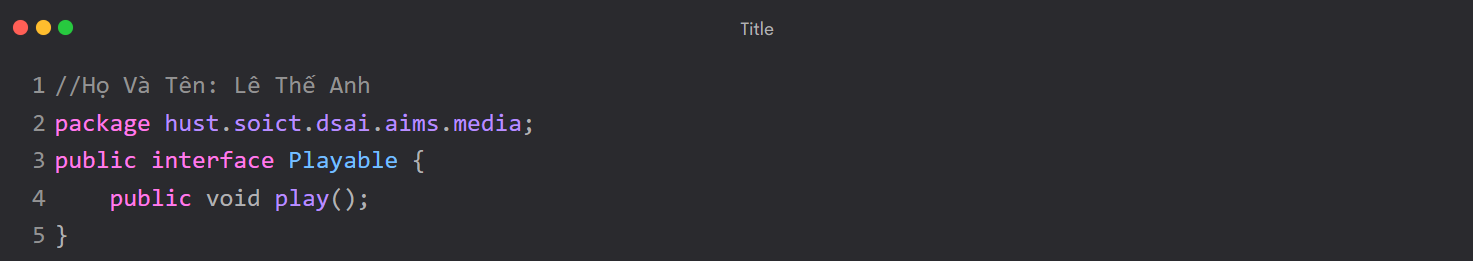 Title
1 //Họ Và Tên: Lê Thế Anh
2 package hust.soict.dsai.aims.media;
3 public interface Playable {
4     public void play();
5 }